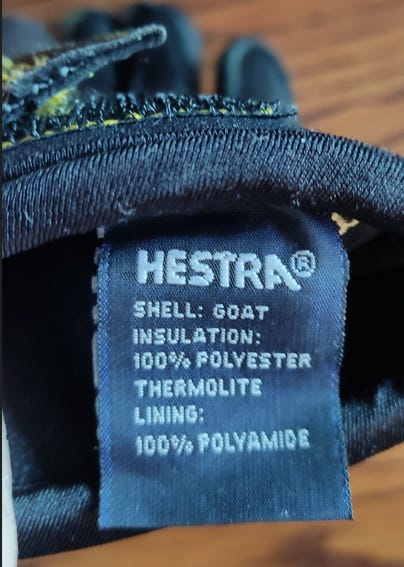 HESTRA®
SHELL: GOAT
INSULATION:
100% POLYESTER
THERMOLITE
LINING:
100% POLYAMIDE